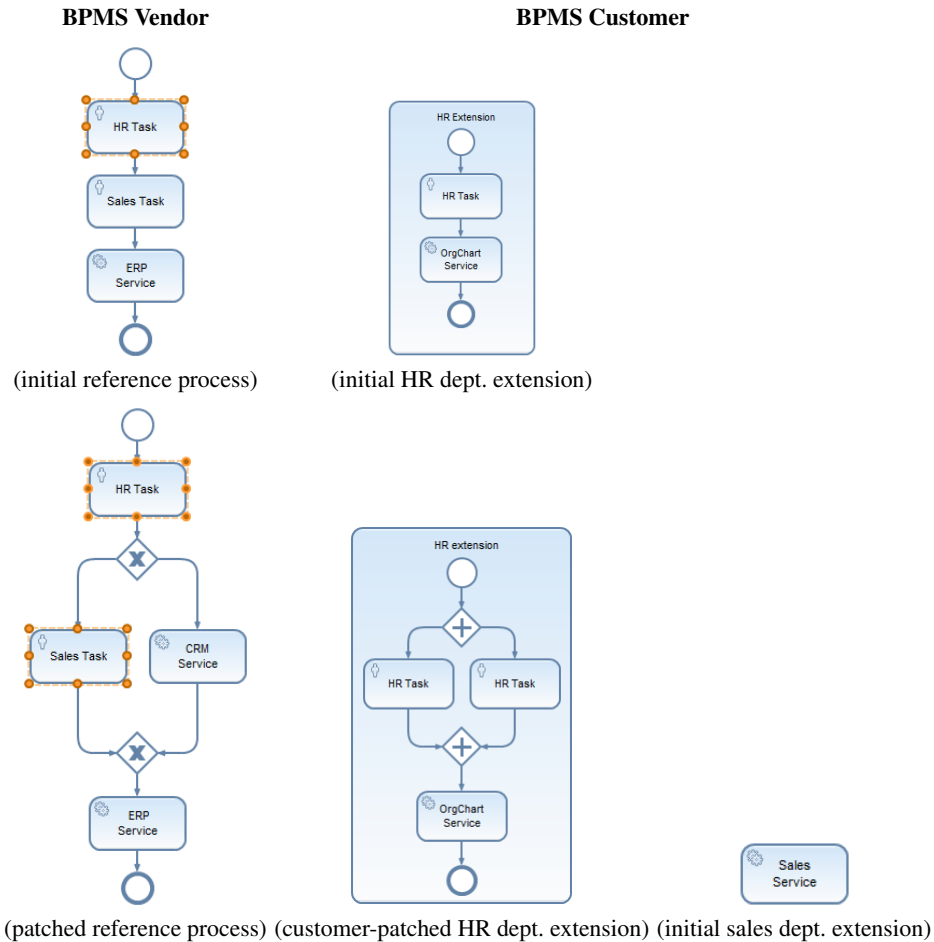 BPMS Vendor
BPMS Customer
HR Task
Sales Task
ERP
Service
(initial reference process)
HR Extension
HR Task
OrgChart
Service
(initial HR dept. extension)
HR Task
X
Sales Task
CRM
Service
X
ERP
Service
(patched reference process)
HR extension
HR Task
HR Task
OrgChart
Service
(customer-patched HR dept. extension)
Sales
Service
(initial sales dept. extension)